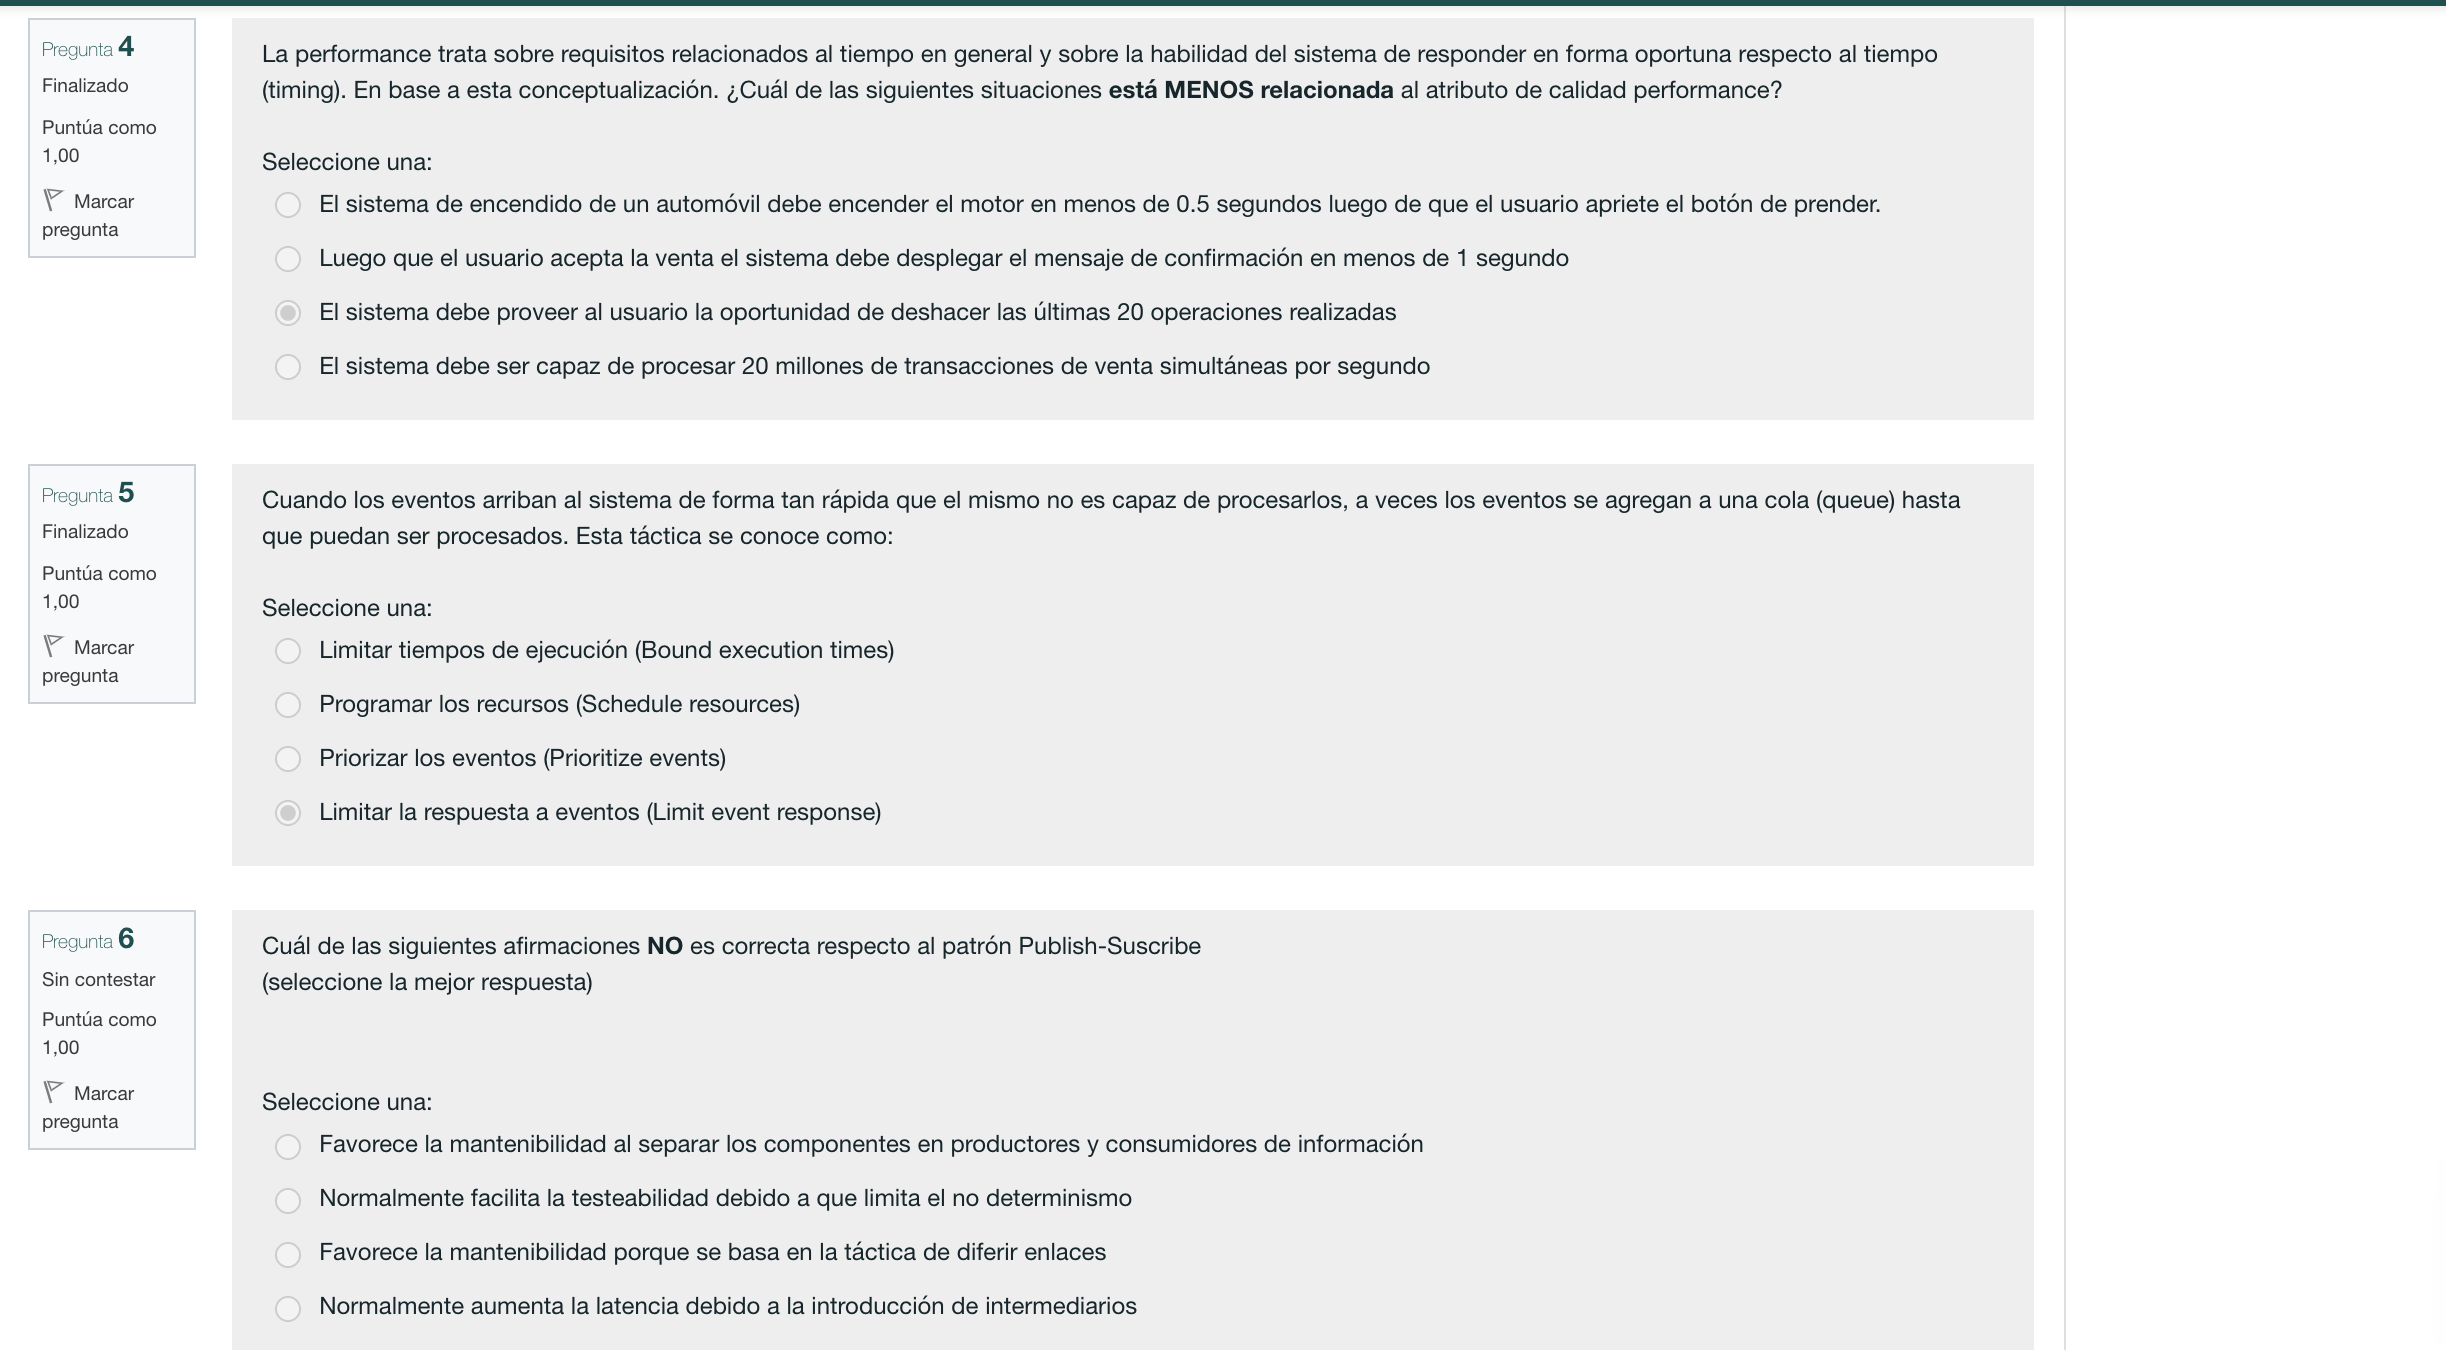 Pregunta 4
Finalizado
Puntúa como
1,00
Marcar
pregunta
La performance trata sobre requisitos relacionados al tiempo en general y sobre la habilidad del sistema de responder en forma oportuna respecto al tiempo
(timing). En base a esta conceptualización. ¿Cuál de las siguientes situaciones está MENOS relacionada al atributo de calidad performance?
Seleccione una:
El sistema de encendido de un automóvil debe encender el motor en menos de 0.5 segundos luego de que el usuario apriete el botón de prender.
Luego que el usuario acepta la venta el sistema debe desplegar el mensaje de confirmación en menos de 1 segundo
El sistema debe proveer al usuario la oportunidad de deshacer las últimas 20 operaciones realizadas
El sistema debe ser capaz de procesar 20 millones de transacciones de venta simultáneas por segundo
Pregunta 5
Finalizado
Puntúa como
1,00
Marcar
pregunta
Cuando los eventos arriban al sistema de forma tan rápida que el mismo no es capaz de procesarlos, a veces los eventos se agregan a una cola (queue) hasta
que puedan ser procesados. Esta táctica se conoce como:
Seleccione una:
Limitar tiempos de ejecución (Bound execution times)
Programar los recursos (Schedule resources)
Priorizar los eventos (Prioritize events)
Limitar la respuesta a eventos (Limit event response)
Pregunta 6
Sin contestar
Puntúa como
1,00
Marcar
pregunta
Cuál de las siguientes afirmaciones NO es correcta respecto al patrón Publish-Suscribe
(seleccione la mejor respuesta)
Seleccione una:
Favorece la mantenibilidad al separar los componentes en productores y consumidores de información
Normalmente facilita la testeabilidad debido a que limita el no determinismo
Favorece la mantenibilidad porque se basa en la táctica de diferir enlaces
Normalmente aumenta la latencia debido a la introducción de intermediarios